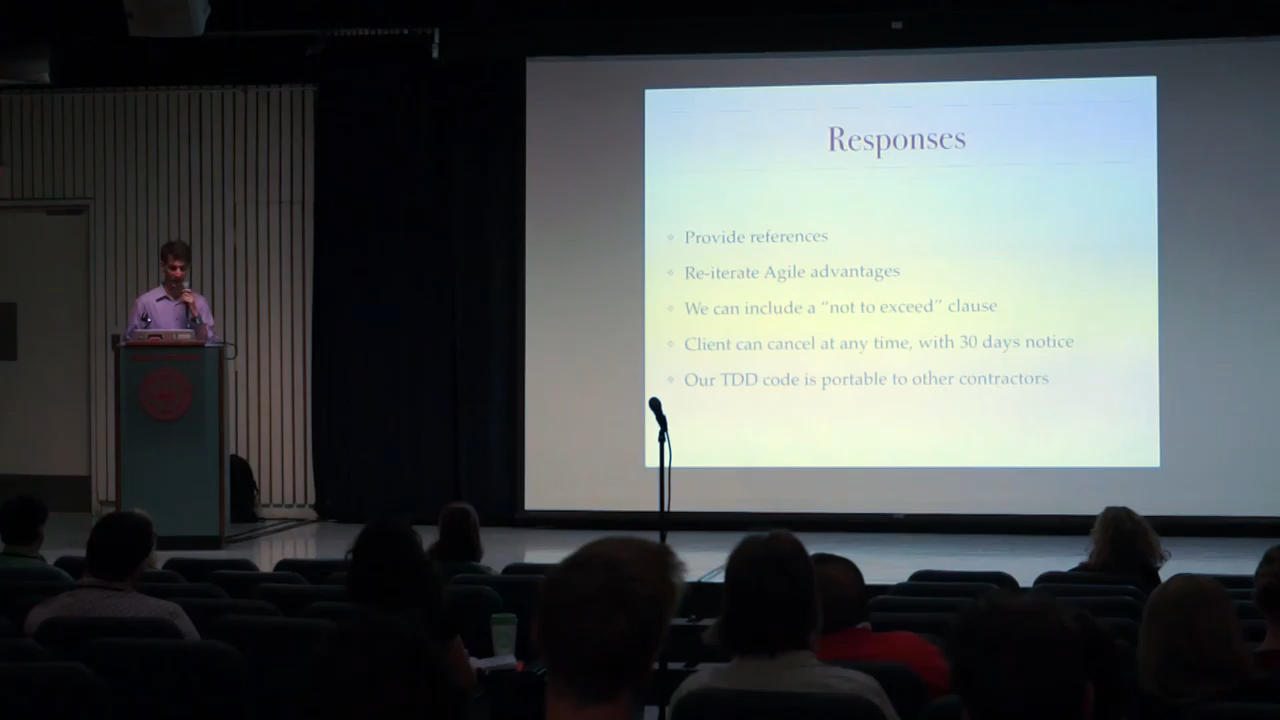 Responses
Provide references
Re-iterate Agile advantages
We can include a “not to exceed” clause
Client can cancel at any time, with 30 days notice
Our TDD code is portable to other contractors